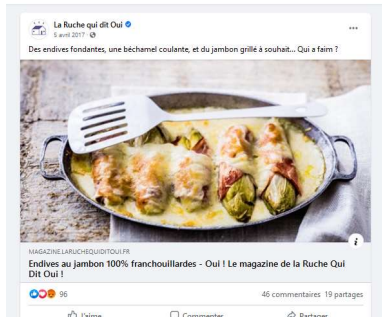 La Ruche qui dit Oui
5 avril 2017 ·
Des endives fondantes, une béchamel coulante, et du jambon grillé à souhait... Qui a faim ?
MAGAZINE.LARUCHEQUIDITOUI.FR
Endives au jambon 100% franchouillardes - Oui ! Le magazine de la Ruche Qui
Dit Oui !
96
46 commentaires 19 partages
J'aime
Commenter
Partager